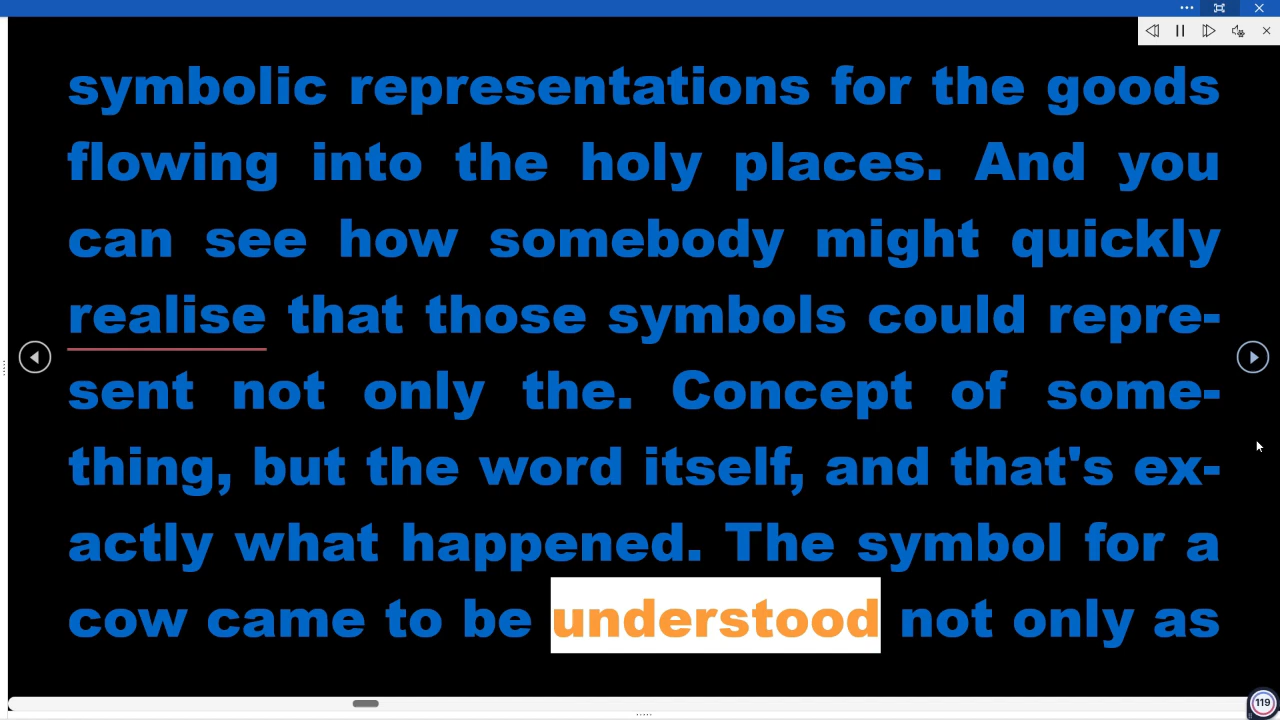 symbolic representations for the goods
flowing into the holy places. And you
can see how somebody might quickly
realise that those symbols could repre-
sent not only the. Concept of some-
thing, but the word itself, and that's ex-
actly what happened. The symbol for a
cow came to be understood not only as
119